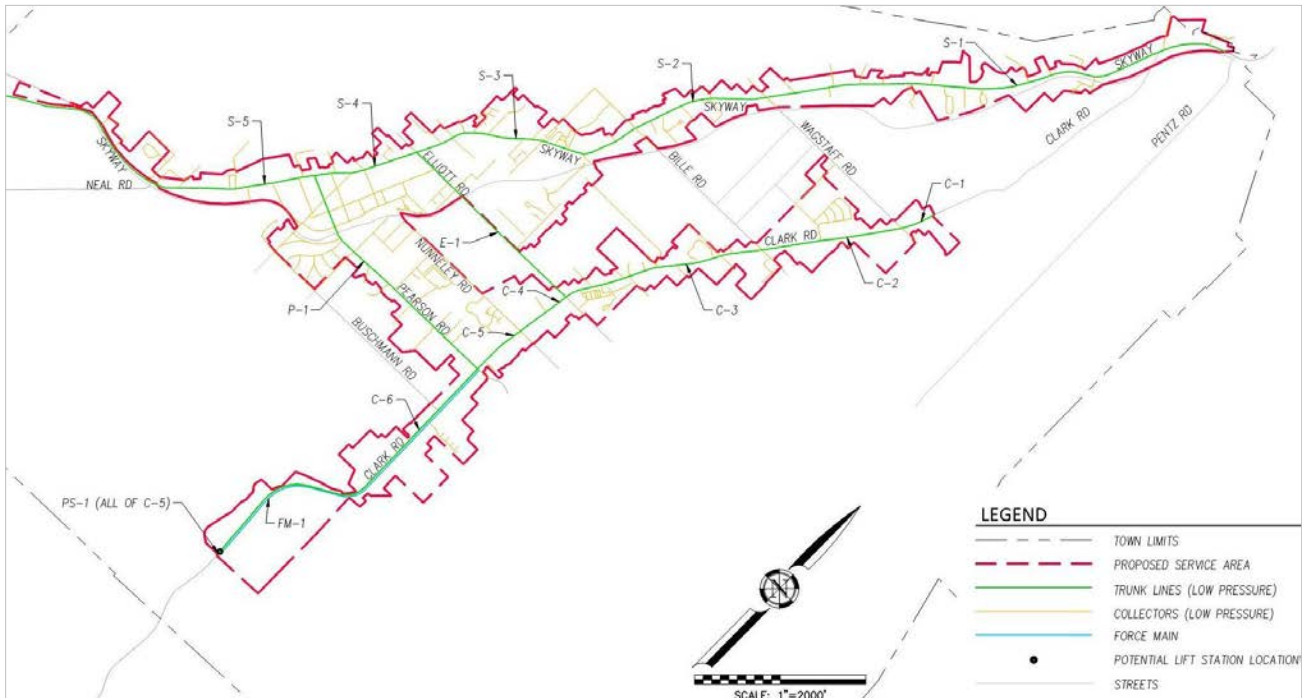 S-1
SKYWAY
S-2
S-3
SKYWAY
S-4
WAGSTAFF RD
CLARK RD
PENTZ RD
S-5
SKYWAY
ELLIOTT RD
BILLE RD
SKYWAY
NEAL RD
C-1
E-1
CLARK RD
NUNNELEY RD
C-2
C-4
C-3
P-1
PEARSON RD
C-5
BUSCHMANN RD
C-6
CLARK RD
PS-1 (ALL OF C-5)
FM-1
N
SCALE: 1"=2000'
LEGEND
TOWN LIMITS
PROPOSED SERVICE AREA
TRUNK LINES (LOW PRESSURE)
COLLECTORS (LOW PRESSURE)
FORCE MAIN
POTENTIAL LIFT STATION LOCATION
STREETS